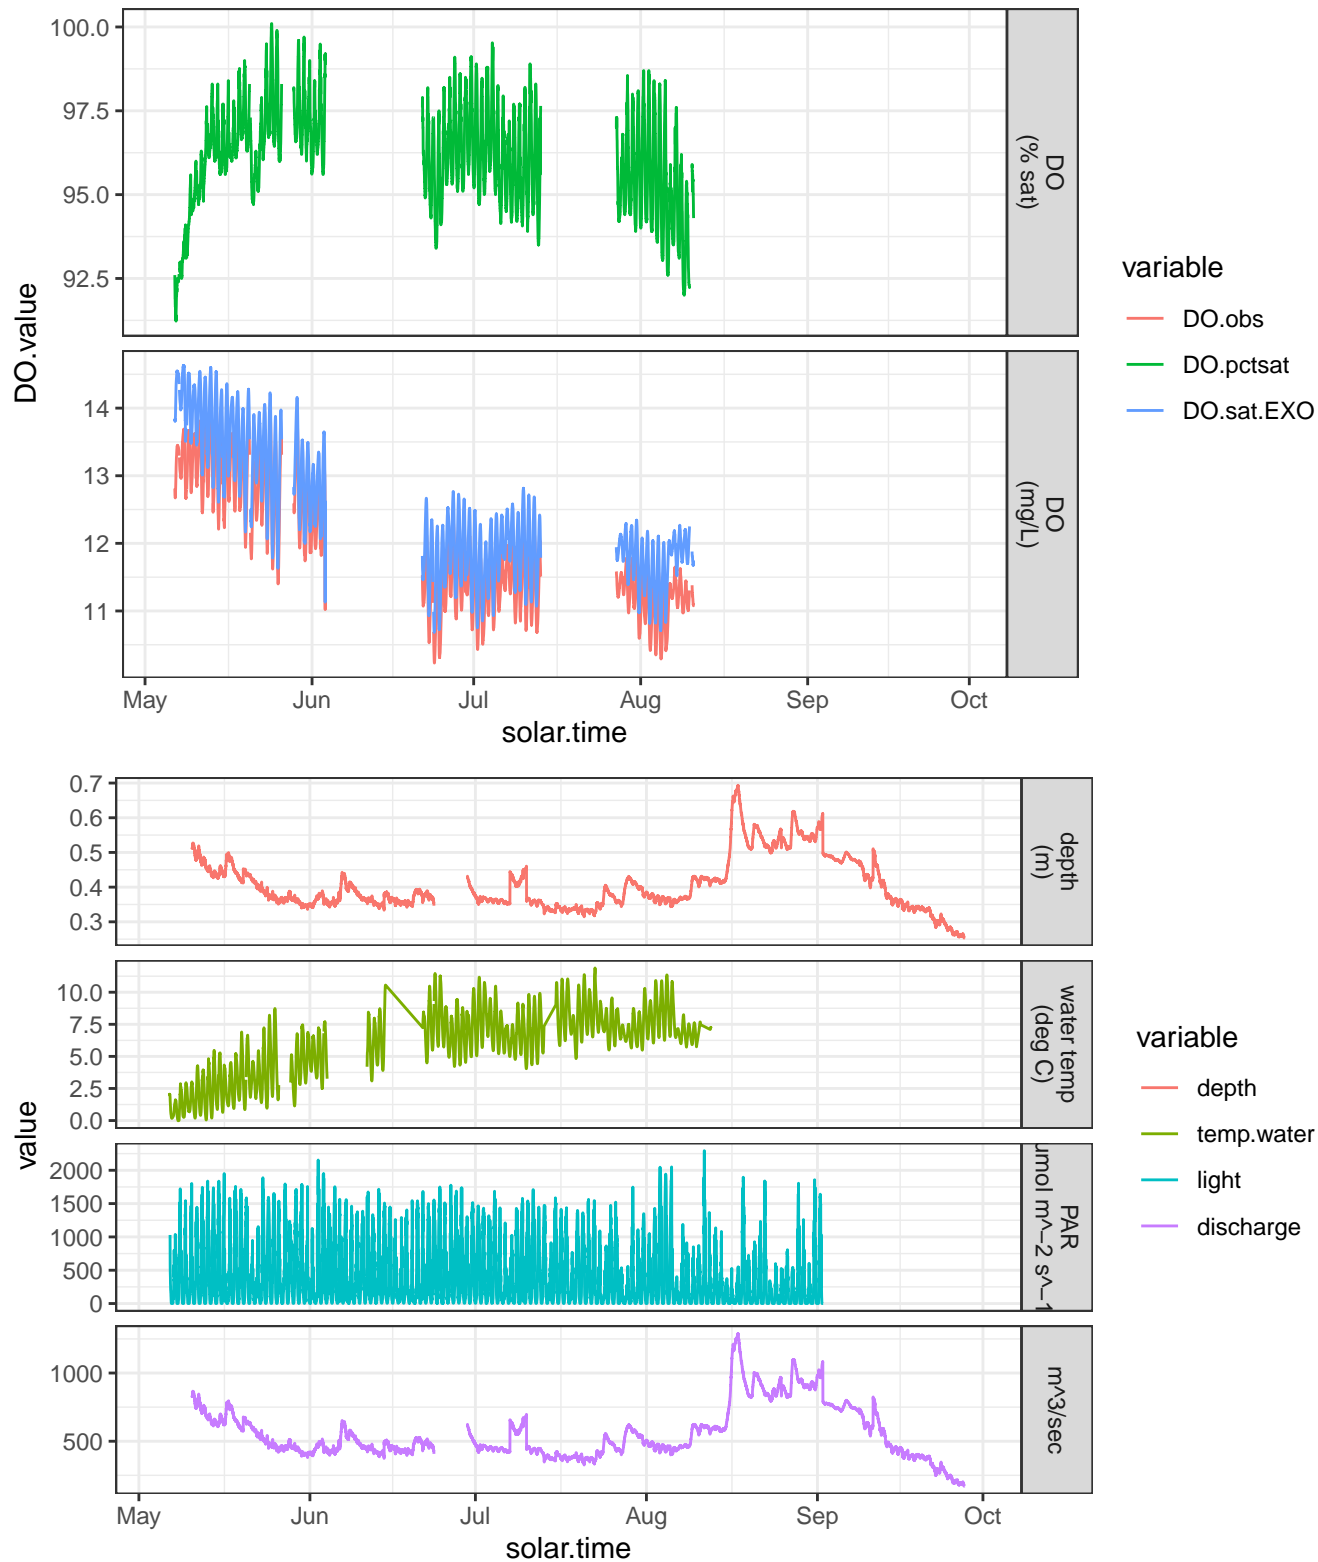 100.0
97.5
95.0
92.5
DO
(% sat)
14
13
12
11
DO
(mg/L)
DO.value
May Jun Jul Aug Sep Oct
solar.time
variable
DO.obs
DO.pctsat
DO.sat.EXO
0.7
0.6
0.5
0.4
0.3
depth
(m)
10.0
7.5
5.0
2.5
0.0
water temp
(deg C)
2000
1500
1000
500
0
PAR
umol m^-2 s^-1
1000
500
m^3/sec
value
May Jun Jul Aug Sep Oct
solar.time
variable
depth
temp.water
light
discharge